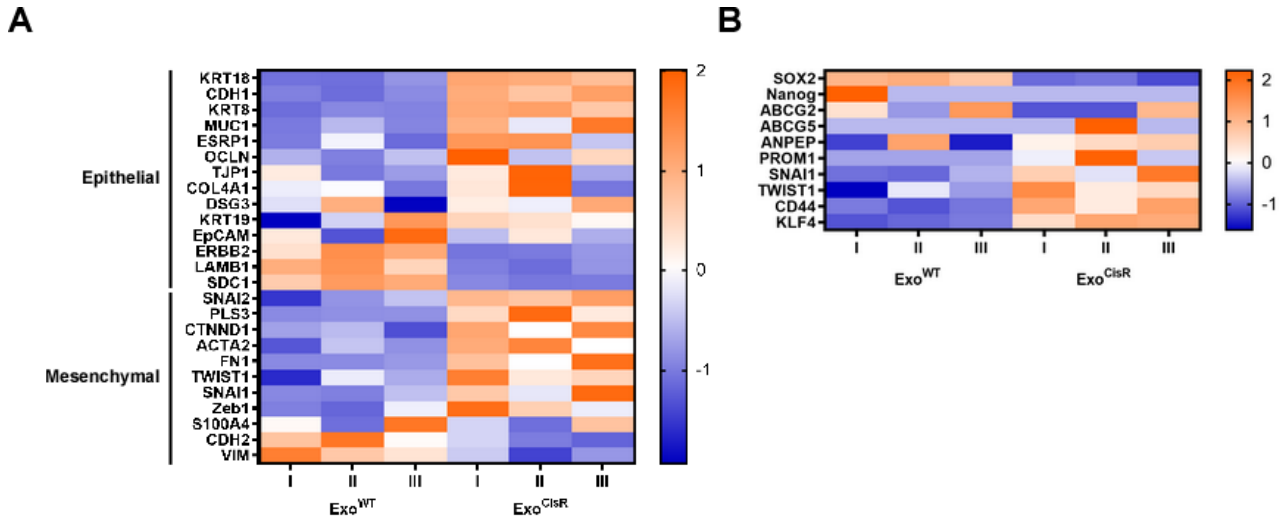 A
B
Epithelial
Mesenchymal
KRT18
CDH1
KRT8
MUC1
ESRP1
OCLN
TJP1
COL4A1
DSG3
KRT19
EpCAM
ERBB2
LAMB1
SDC1
SNAI2
PLS3
CTNND1
ACTA2
FN1
TWIST1
SNAI1
Zeb1
S100A4
CDH2
VIM
I II III I II III
Exo^WT Exo^CisR
2
1
0
-1
SOX2
Nanog
ABCG2
ABCG5
ANPEP
PROM1
SNAI1
TWIST1
CD44
KLF4
I II III I II III
Exo^WT Exo^CisR
2
1
0
-1